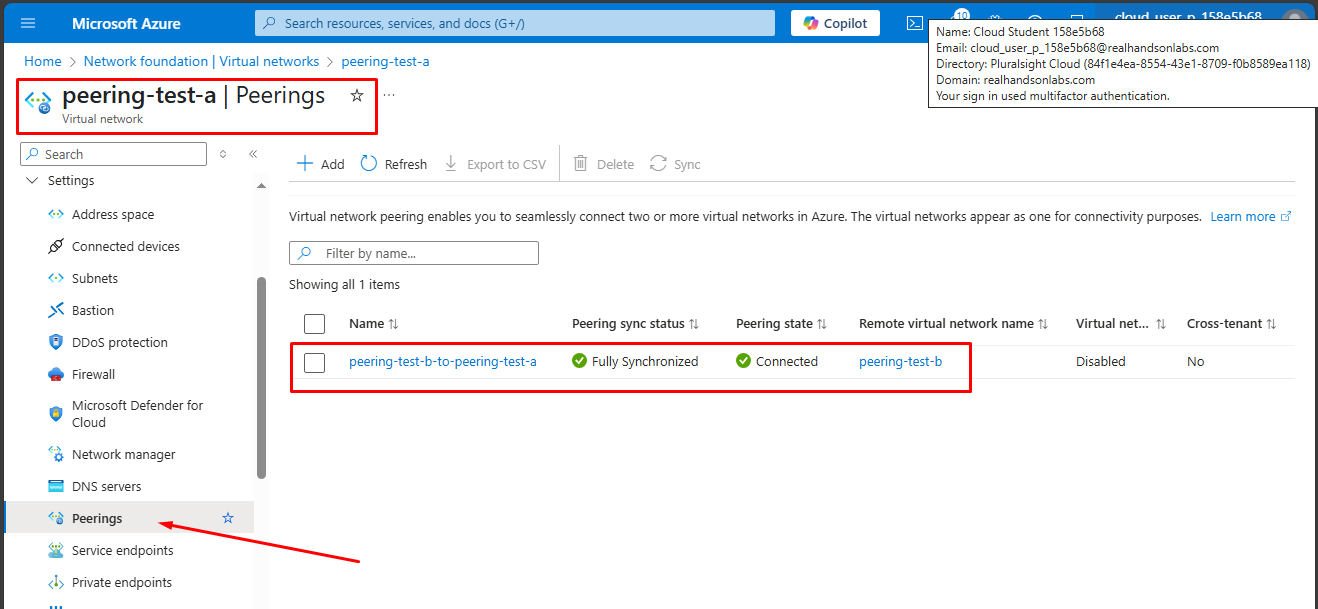 Microsoft Azure
Search resources, services, and docs (G+/)
Copilot
10
cloud_user_p_158e5b68
Name: Cloud Student 158e5b68
Email: cloud_user_p_158e5b68@realhandsonlabs.com
Directory: Pluralsight Cloud (84f1e4ea-8554-43e1-8709-f0b8589ea118)
Domain: realhandsonlabs.com
Your sign in used multifactor authentication.
Home > Network foundation | Virtual networks > peering-test-a
peering-test-a | Peerings
Virtual network
Search
Settings
Address space
Connected devices
Subnets
Bastion
DDoS protection
Firewall
Microsoft Defender for
Cloud
Network manager
DNS servers
Peerings
Service endpoints
Private endpoints
Add Refresh Export to CSV Delete Sync
Virtual network peering enables you to seamlessly connect two or more virtual networks in Azure. The virtual networks appear as one for connectivity purposes. Learn more
Filter by name...
Showing all 1 items
Name Peering sync status Peering state Remote virtual network name Virtual net... Cross-tenant
peering-test-b-to-peering-test-a Fully Synchronized Connected peering-test-b Disabled No